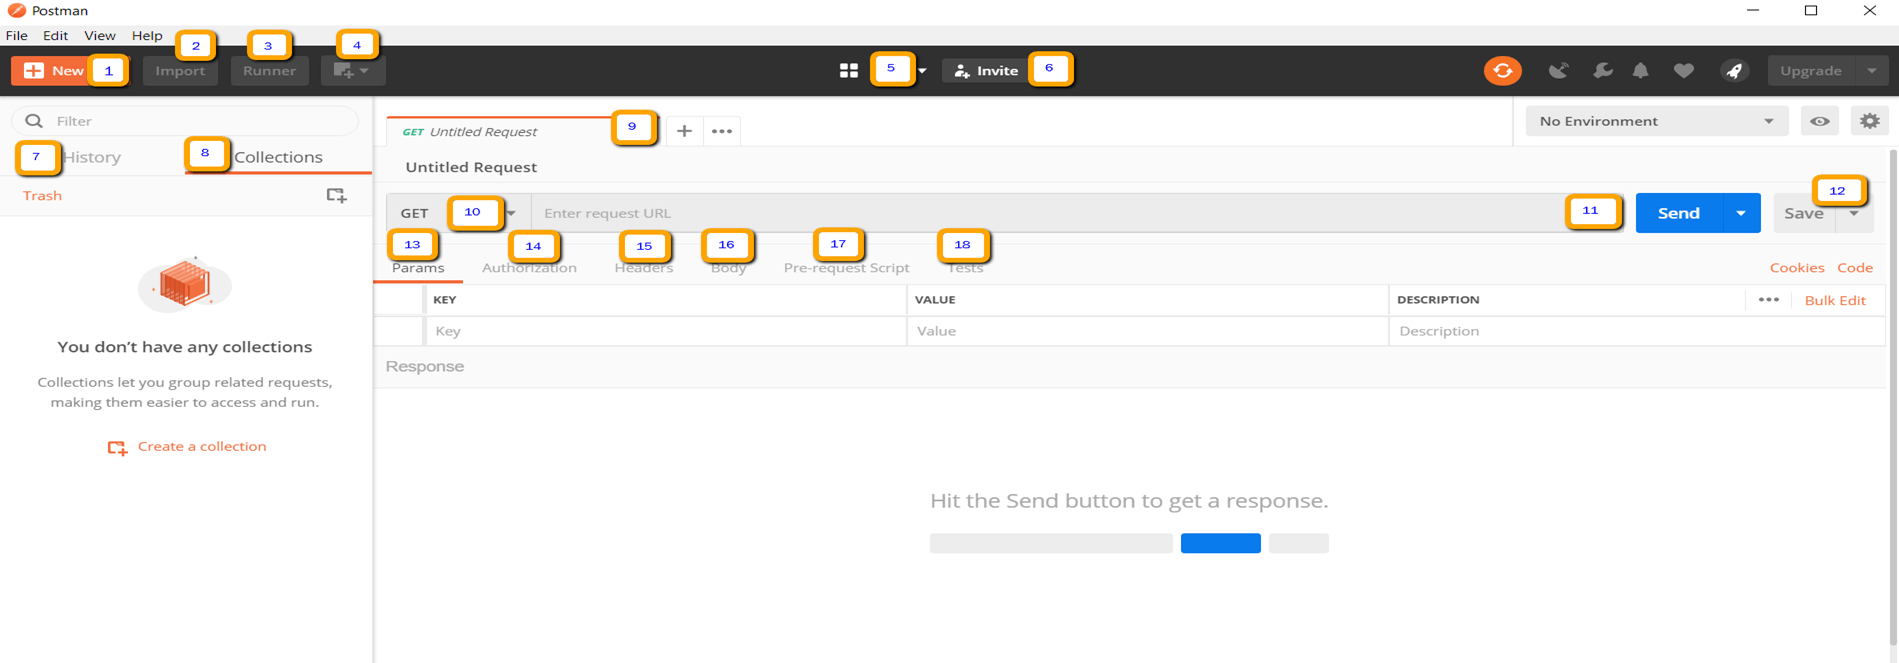 Postman
File Edit View Help
New 1 Import 2 Runner 3 4 5 Invite 6 Upgrade
Filter
7 History 8 Collections
Trash
You don't have any collections
Collections let you group related requests,
making them easier to access and run.
Create a collection
GET Untitled Request 9 + •••
No Environment
Untitled Request
GET 10 Enter request URL 11 Send Save 12
13 14 15 16 17 18
Params Authorization Headers Body Pre-request Script Tests Cookies Code
KEY VALUE DESCRIPTION ••• Bulk Edit
Key Value Description
Response
Hit the Send button to get a response.